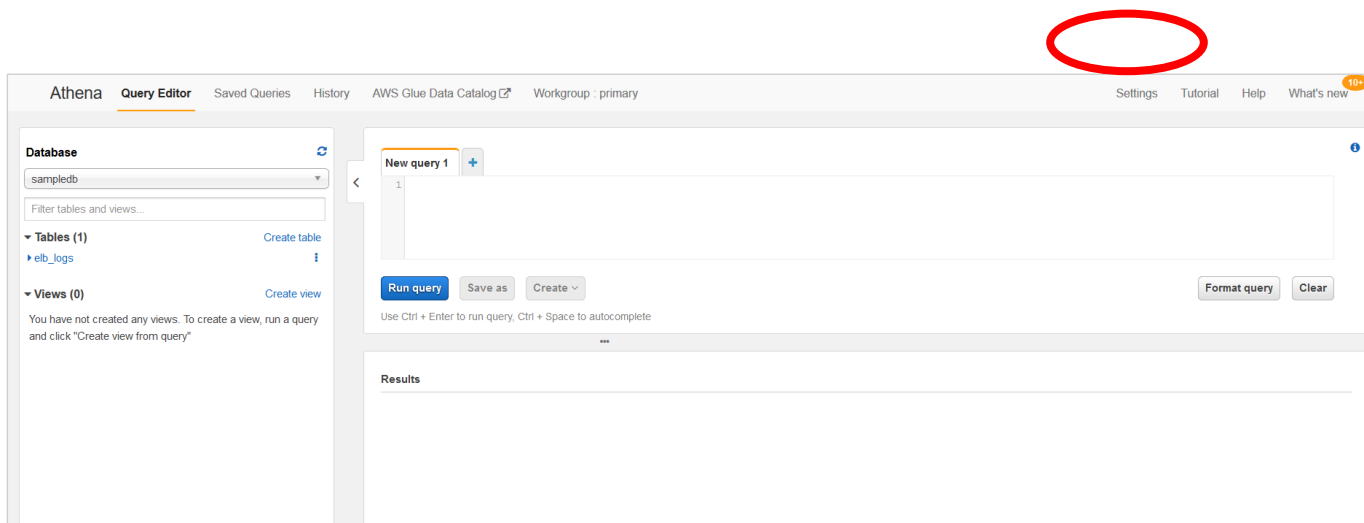 10+
Athena Query Editor Saved Queries History AWS Glue Data Catalog Workgroup : primary Settings Tutorial Help What's new
Database
sampledb
Filter tables and views...
Tables (1) Create table
elb_logs
Views (0) Create view
You have not created any views. To create a view, run a query
and click "Create view from query"
New query 1 +
1
Run query Save as Create Format query Clear
Use Ctrl + Enter to run query, Ctrl + Space to autocomplete
Results